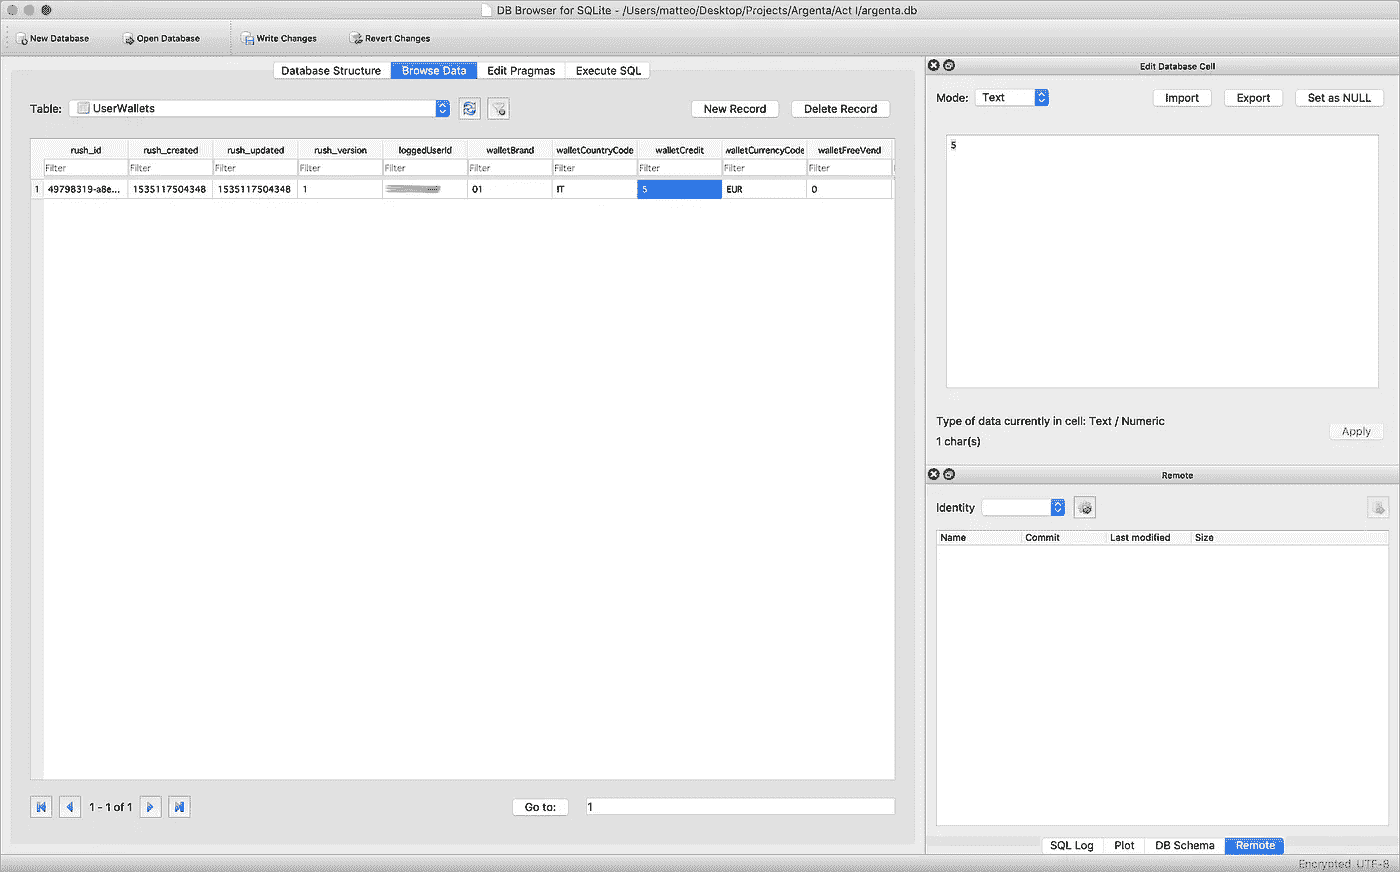 DB Browser for SQLite - /Users/matteo/Desktop/Projects/Argenta/Act I/argenta.db
New Database Open Database Write Changes Revert Changes
Database Structure Browse Data Edit Pragmas Execute SQL
Table: UserWallets New Record Delete Record
rush_id rush_created rush_updated rush_version loggedUserId walletBrand walletCountryCode walletCredit walletCurrencyCode walletFreeVend
Filter Filter Filter Filter Filter Filter Filter Filter Filter Filter
1 49798319-a8e... 1535117504348 1535117504348 1 01 IT 5 EUR 0
1 - 1 of 1 Go to: 1
Edit Database Cell
Mode: Text Import Export Set as NULL
5
Type of data currently in cell: Text / Numeric
1 char(s)
Apply
Remote
Identity
Name Commit Last modified Size
SQL Log Plot DB Schema Remote
Encrypted UTF-8